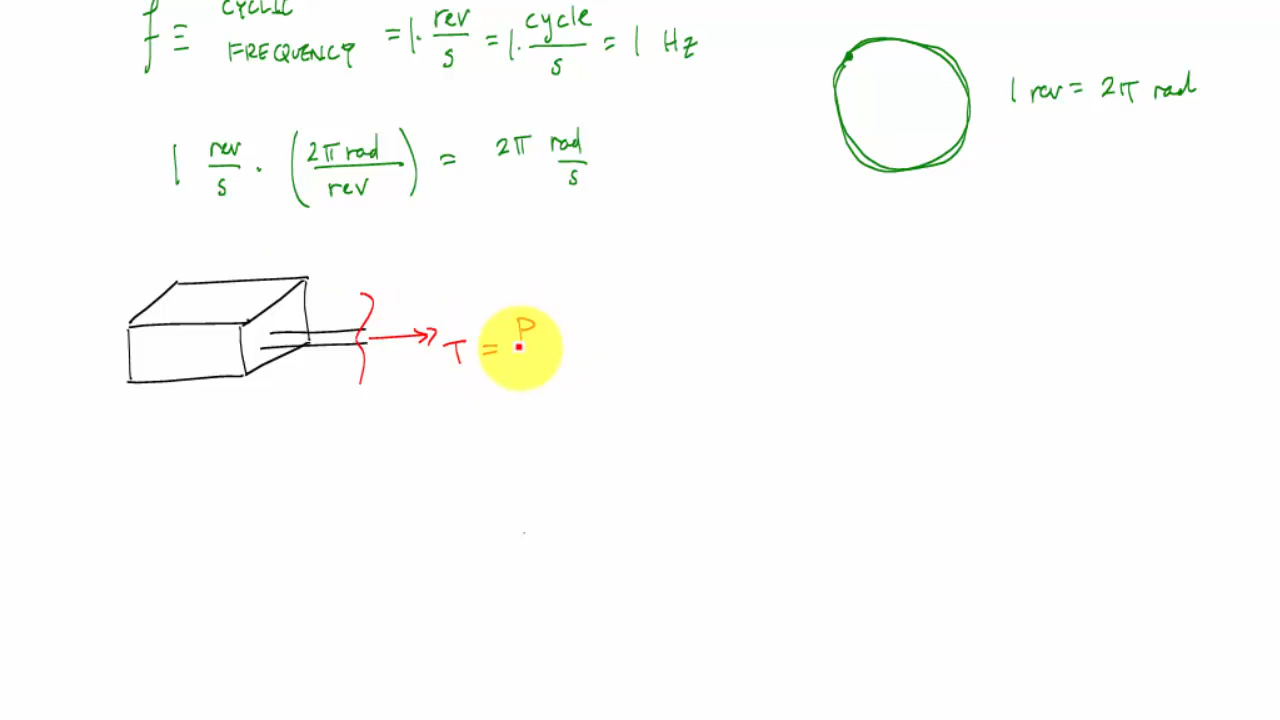 f ≡ CYCLIC FREQUENCY = 1 · rev/s = 1 · cycle/s = 1 Hz
1 rev = 2π rad
1 rev/s · (2π rad/rev) = 2π rad/s
T = P